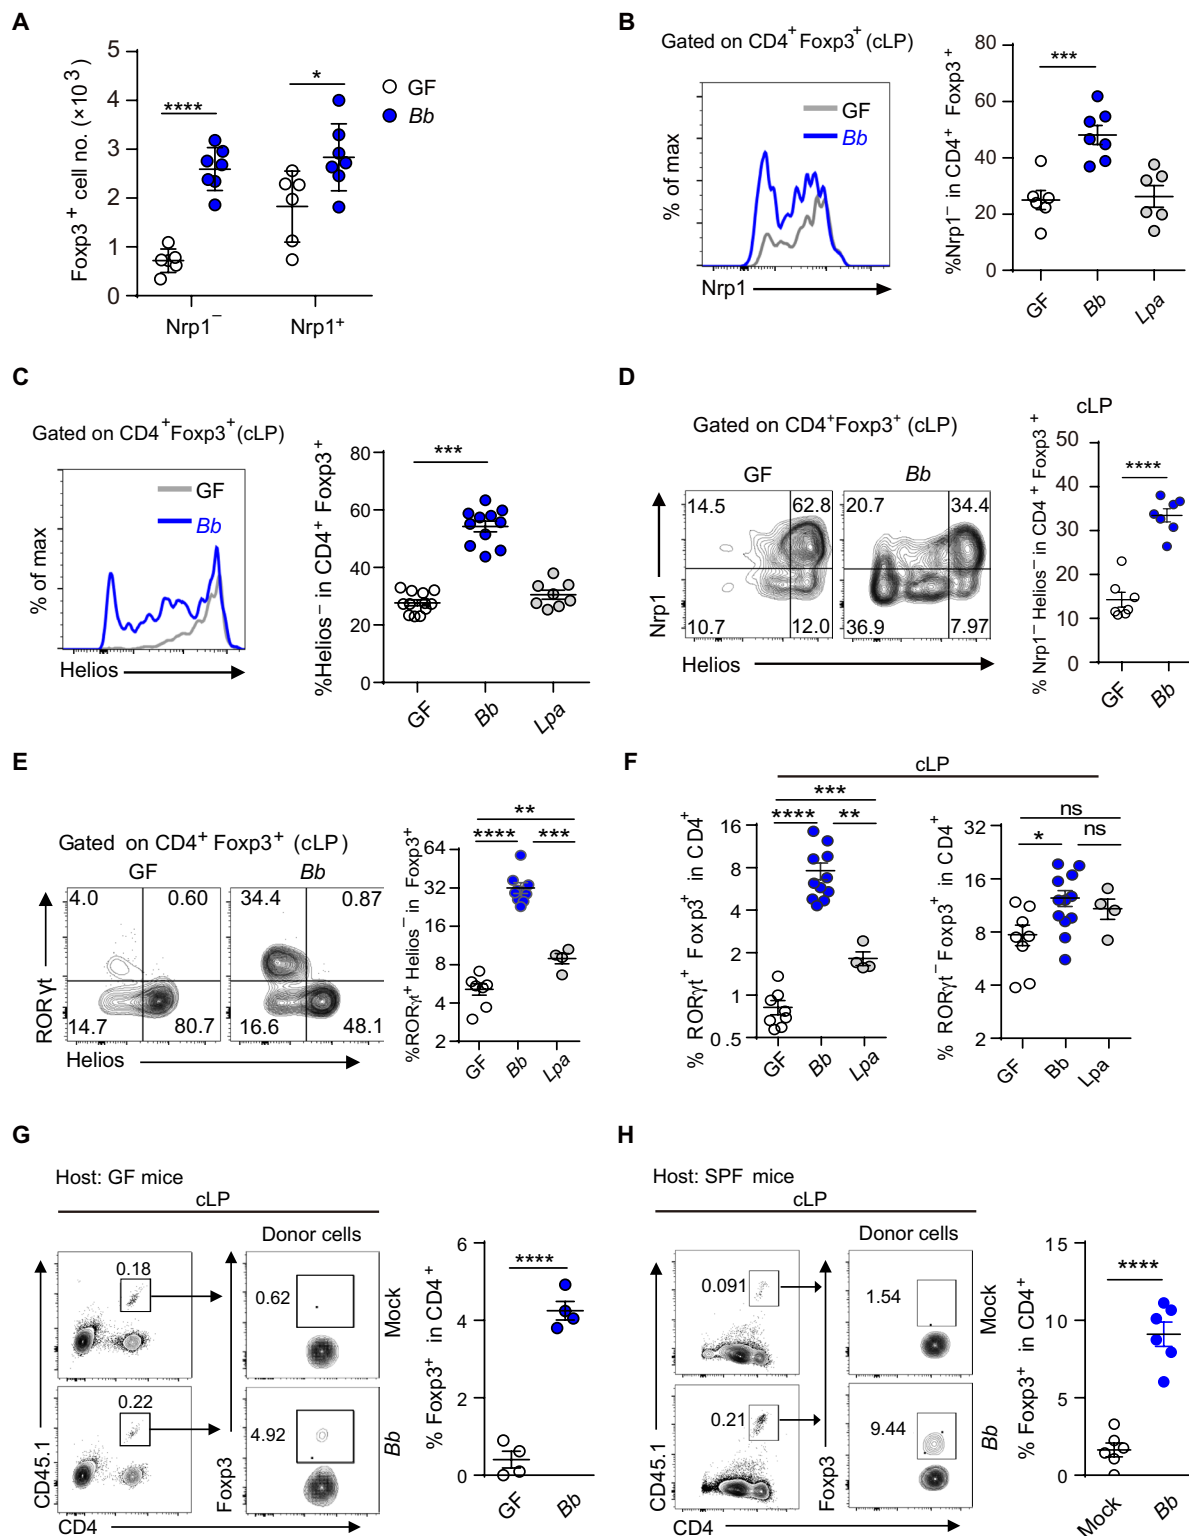 A
Foxp3+ cell no. (×10^3)
5
4
3
2
1
0
****
*
GF
Bb
Nrp1−
Nrp1+
B
Gated on CD4+Foxp3+ (cLP)
GF
Bb
% of max
Nrp1
%Nrp1− in CD4+ Foxp3+
80
60
40
20
0
***
GF
Bb
Lpa
C
Gated on CD4+Foxp3+(cLP)
GF
Bb
% of max
Helios
%Helios− in CD4+ Foxp3+
80
60
40
20
0
***
GF
Bb
Lpa
D
Gated on CD4+Foxp3+ (cLP)
GF
Bb
14.5
62.8
20.7
34.4
10.7
12.0
36.9
7.97
Nrp1
Helios
cLP
% Nrp1− Helios− in CD4+ Foxp3+
50
40
30
20
10
0
****
GF
Bb
E
Gated on CD4+ Foxp3+ (cLP)
GF
Bb
4.0
0.60
34.4
0.87
14.7
80.7
16.6
48.1
RORγt
Helios
%RORγt+ Helios− in Foxp3+
64
32
16
8
4
2
**
****
***
GF
Bb
Lpa
F
cLP
% RORγt+ Foxp3+ in CD4+
16
8
4
2
1
0.5
***
****
**
GF
Bb
Lpa
% RORγt− Foxp3+ in CD4+
32
16
8
4
2
ns
*
ns
GF
Bb
Lpa
G
Host: GF mice
cLP
Donor cells
0.18
0.62
Mock
0.22
4.92
Bb
CD45.1
Foxp3
CD4
% Foxp3+ in CD4+
6
4
2
0
****
GF
Bb
H
Host: SPF mice
cLP
Donor cells
0.091
1.54
Mock
0.21
9.44
Bb
CD45.1
Foxp3
CD4
% Foxp3+ in CD4+
15
10
5
0
****
Mock
Bb